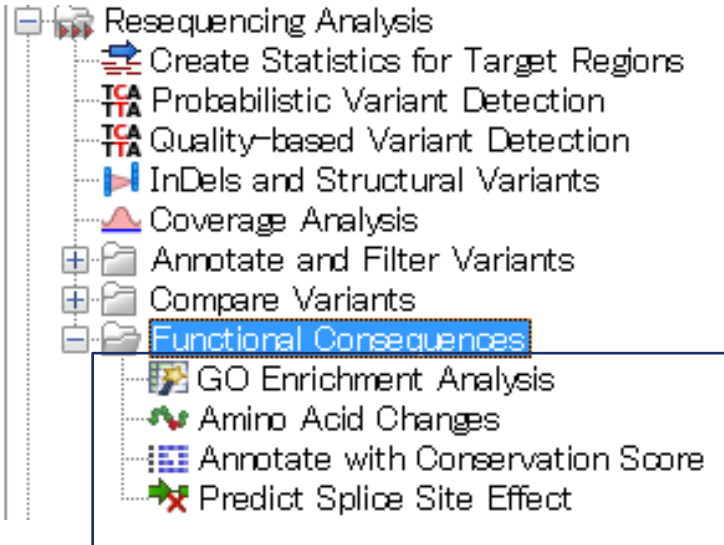 Resequencing Analysis
Create Statistics for Target Regions
Probabilistic Variant Detection
Quality-based Variant Detection
InDels and Structural Variants
Coverage Analysis
Annotate and Filter Variants
Compare Variants
Functional Consequences
GO Enrichment Analysis
Amino Acid Changes
Annotate with Conservation Score
Predict Splice Site Effect